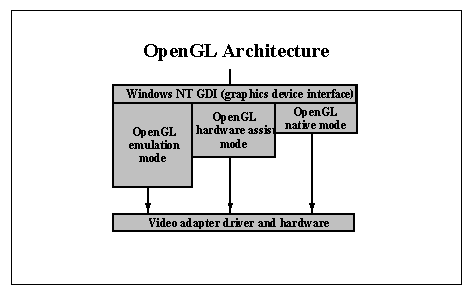 OpenGL Architecture
Windows NT GDI (graphics device interface)
OpenGL
emulation
mode
OpenGL
hardware assis
mode
OpenGL
native mode
Video adapter driver and hardware